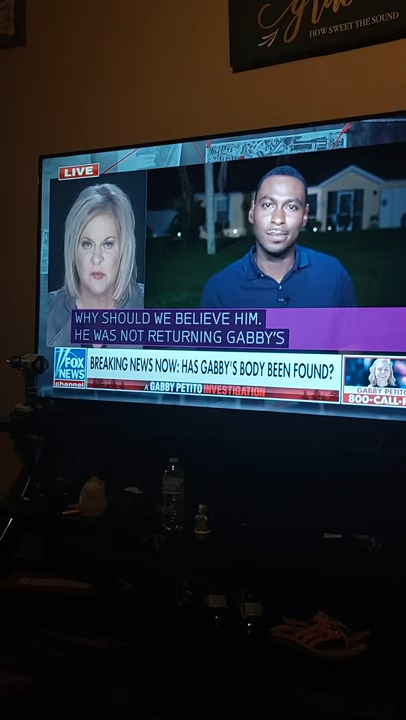 HOW SWEET THE SOUND
LIVE
WHY SHOULD WE BELIEVE HIM.
HE WAS NOT RETURNING GABBY'S
FOX
NEWS
channel
BREAKING NEWS NOW: HAS GABBY'S BODY BEEN FOUND?
GABBY PETITO INVESTIGATION
GABBY PETITO
800-CALL-F